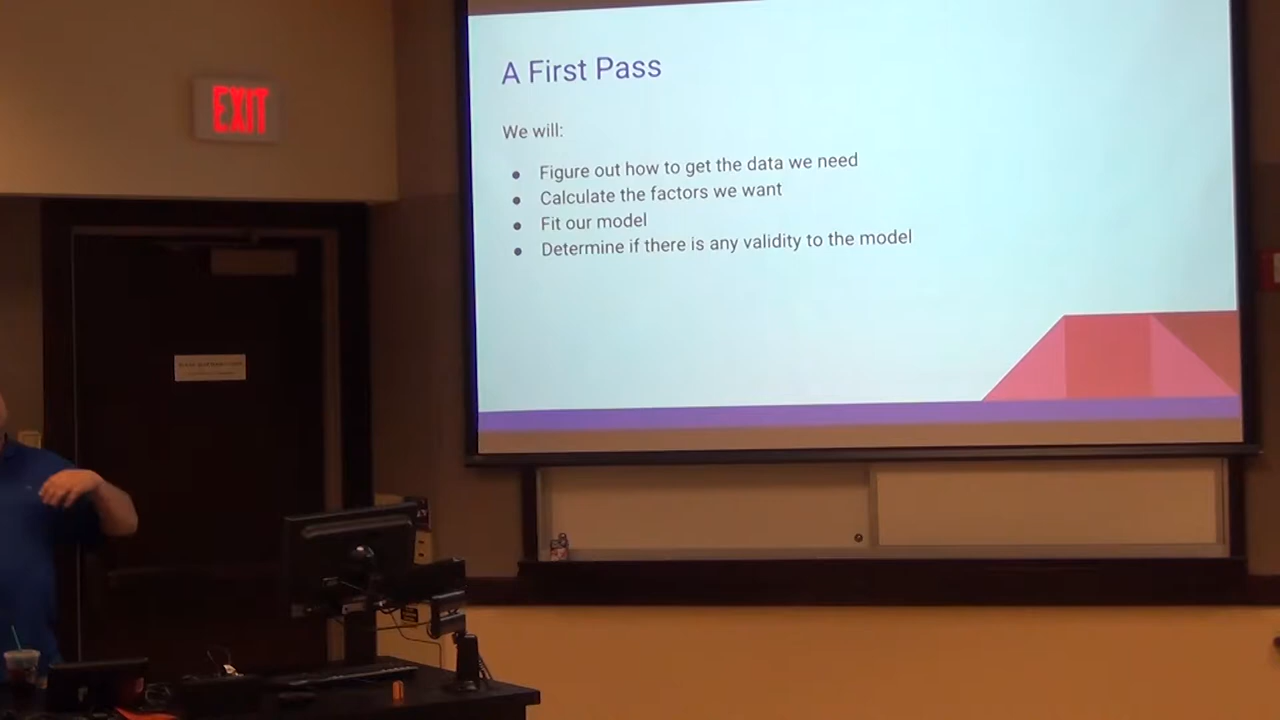 EXIT
A First Pass
We will:
● Figure out how to get the data we need
● Calculate the factors we want
● Fit our model
● Determine if there is any validity to the model